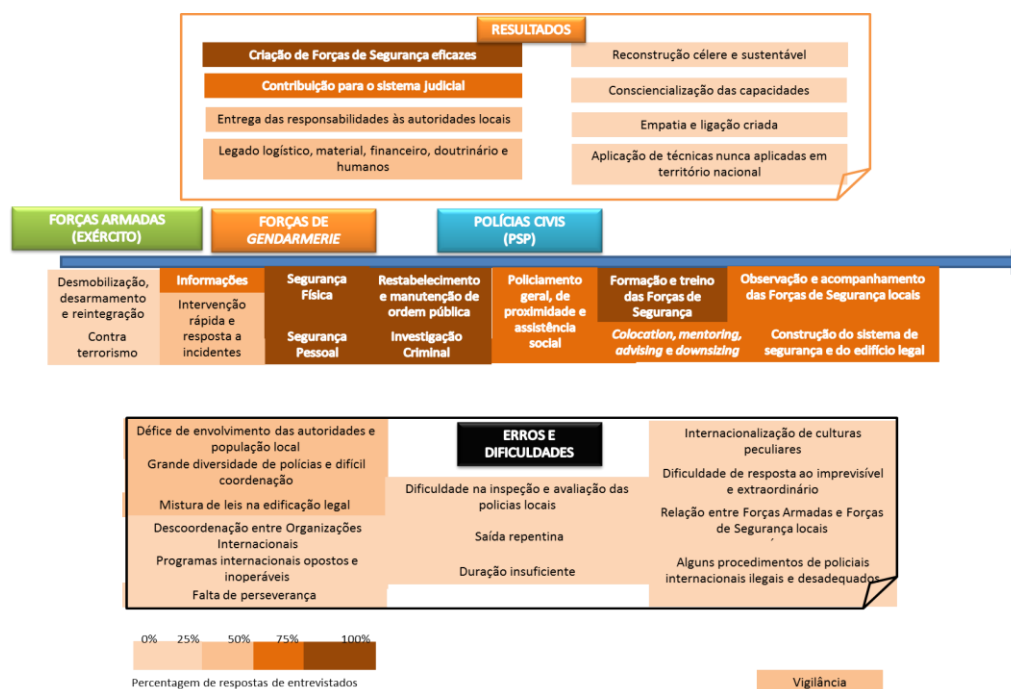 RESULTADOS
Criação de Forças de Segurança eficazes
Contribuição para o sistema Judicial
Entrega das responsabilidades às autoridades locais
Legado logístico, material, financeiro, doutrinário e
humanos
Reconstrução célere e sustentável
Consciencialização das capacidades
Empatia e ligação criada
Aplicação de técnicas nunca aplicadas em
território nacional
FORÇAS ARMADAS
(EXÉRCITO)
FORÇAS DE
GENDARMERIE
POLÍCIAS CIVIS
(PSP)
Desmobilização,
desarmamento
e reintegração
Contra
terrorismo
Informações
Intervenção
rápida e
resposta a
incidentes
Segurança
Física
Segurança
Pessoal
Restabelecimento
e manutenção de
ordem pública
Investigação
Criminal
Policiamento
geral, de
proximidade e
assistência
social
Formação e treino
das Forças de
Segurança
Colocation, mentoring,
advising e downsizing
Observação e acompanhamento
das Forças de Segurança locais
Construção do sistema de
segurança e do edifício legal
Défice de envolvimento das autoridades e
população local
Grande diversidade de polícias e difícil
coordenação
Mistura de leis na edificação legal
Descoordenação entre Organizações
Internacionais
Programas internacionais opostos e
inoperáveis
Falta de perseverança
ERROS E
DIFICULDADES
Dificuldade na inspeção e avaliação das
policias locais
Saída repentina
Duração insuficiente
Internacionalização de culturas
peculiares
Dificuldade de resposta ao imprevisível
e extraordinário
Relação entre Forças Armadas e Forças
de Segurança locais
Alguns procedimentos de policiais
internacionais ilegais e desadequados
0% 25% 50% 75% 100%
Percentagem de respostas de entrevistados
Vigilância